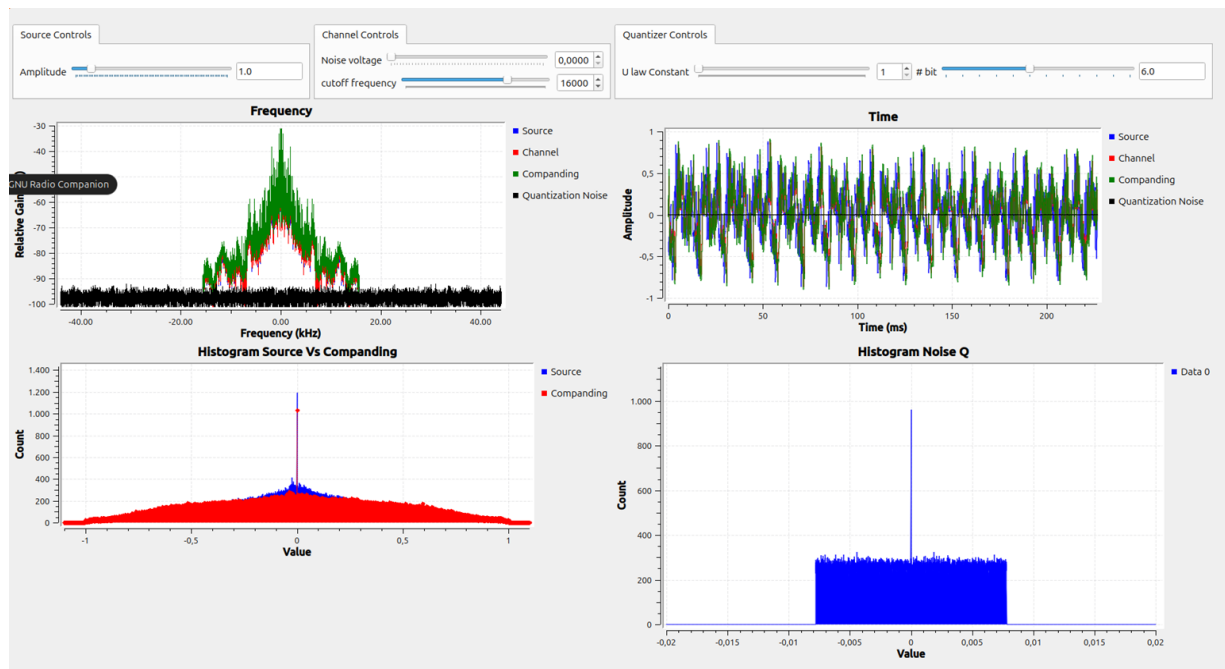 Source Controls
Amplitude 1.0
Channel Controls
Noise voltage 0,0000
cutoff frequency 16000
Quantizer Controls
U law Constant 1 # bit 6.0
Frequency
-30
-40
-60
-70
-80
-90
-100
Relative Gain
GNU Radio Companion
-40.00 -20.00 0.00 20.00 40.00
Frequency (kHz)
Source
Channel
Companding
Quantization Noise
Time
1
0,5
0
-0,5
-1
Amplitude
0 50 100 150 200
Time (ms)
Source
Channel
Companding
Quantization Noise
Histogram Source Vs Companding
1.400
1.200
1.000
800
600
400
200
0
Count
-1 -0,5 0 0,5 1
Value
Source
Companding
Histogram Noise Q
1.000
800
600
400
200
0
Count
-0,02 -0,015 -0,01 -0,005 0 0,005 0,01 0,015 0,02
Value
Data 0